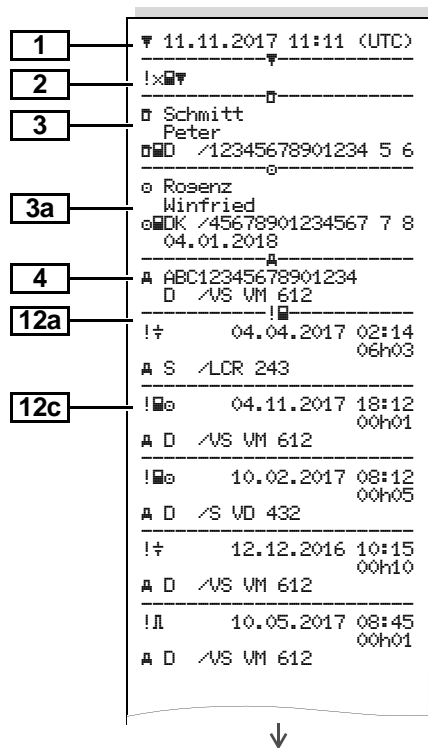 1
▼ 11.11.2017 11:11 (UTC)
2
!×▼
3
Schmitt
Peter
D /12345678901234 5 6
3a
Rogenz
Winfried
DK /45678901234567 7 8
04.01.2018
4
A ABC12345678901234
D /VS VM 612
12a
!÷ 04.04.2017 02:14
06h03
A S /LCR 243
12c
! 04.11.2017 18:12
00h01
A D /VS VM 612
! 10.02.2017 08:12
00h05
A D /S VD 432
!÷ 12.12.2016 10:15
00h10
A D /VS VM 612
! 10.05.2017 08:45
00h01
A D /VS VM 612